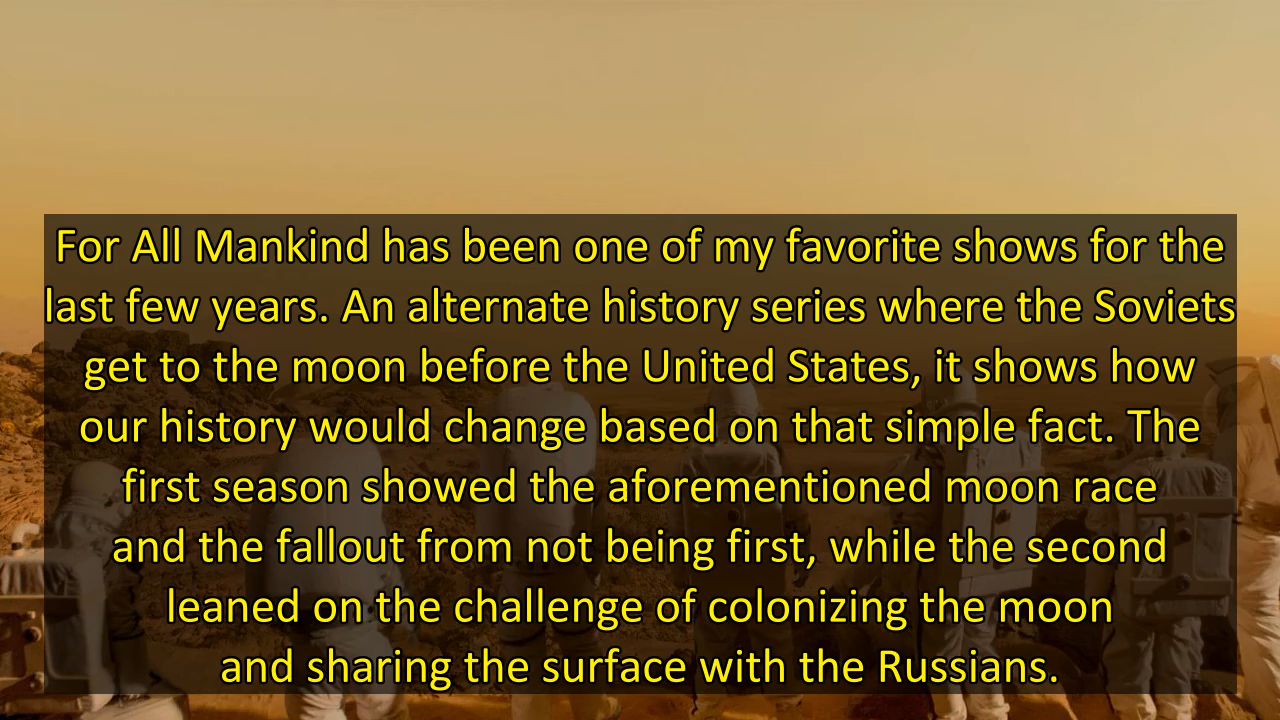 For All Mankind has been one of my favorite shows for the
last few years. An alternate history series where the Soviets
get to the moon before the United States, it shows how
our history would change based on that simple fact. The
first season showed the aforementioned moon race
and the fallout from not being first, while the second
leaned on the challenge of colonizing the moon
and sharing the surface with the Russians.